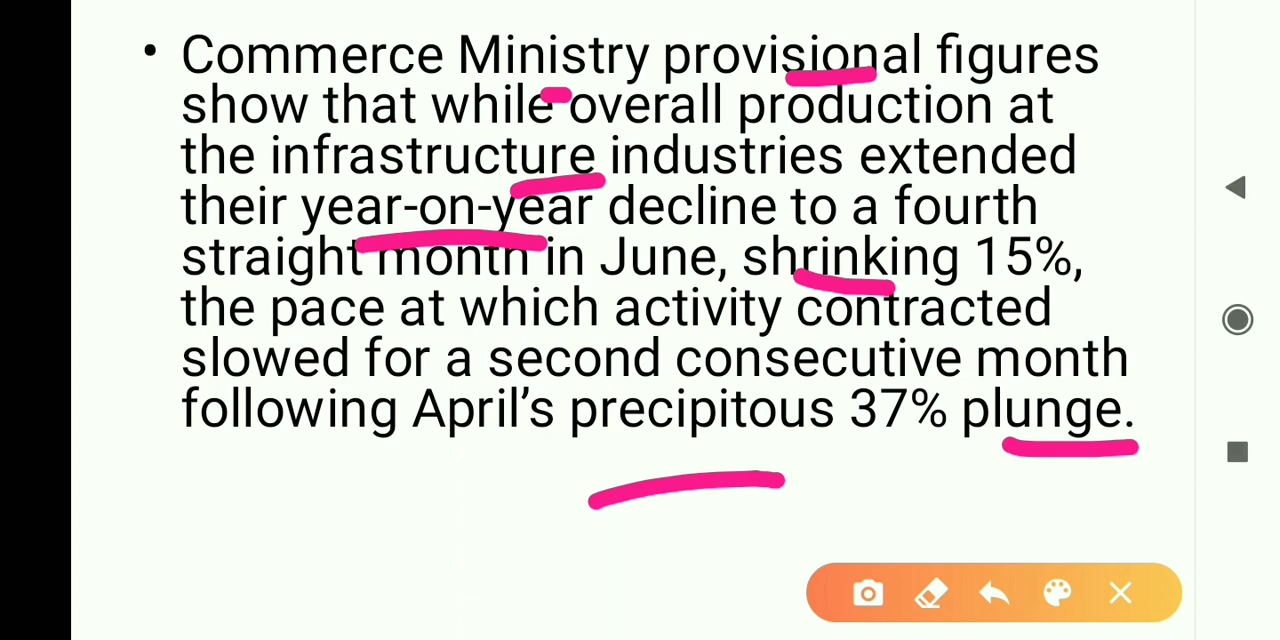 • Commerce Ministry provisional figures
show that while overall production at
the infrastructure industries extended
their year-on-year decline to a fourth
straight month in June, shrinking 15%,
the pace at which activity contracted
slowed for a second consecutive month
following April’s precipitous 37% plunge.